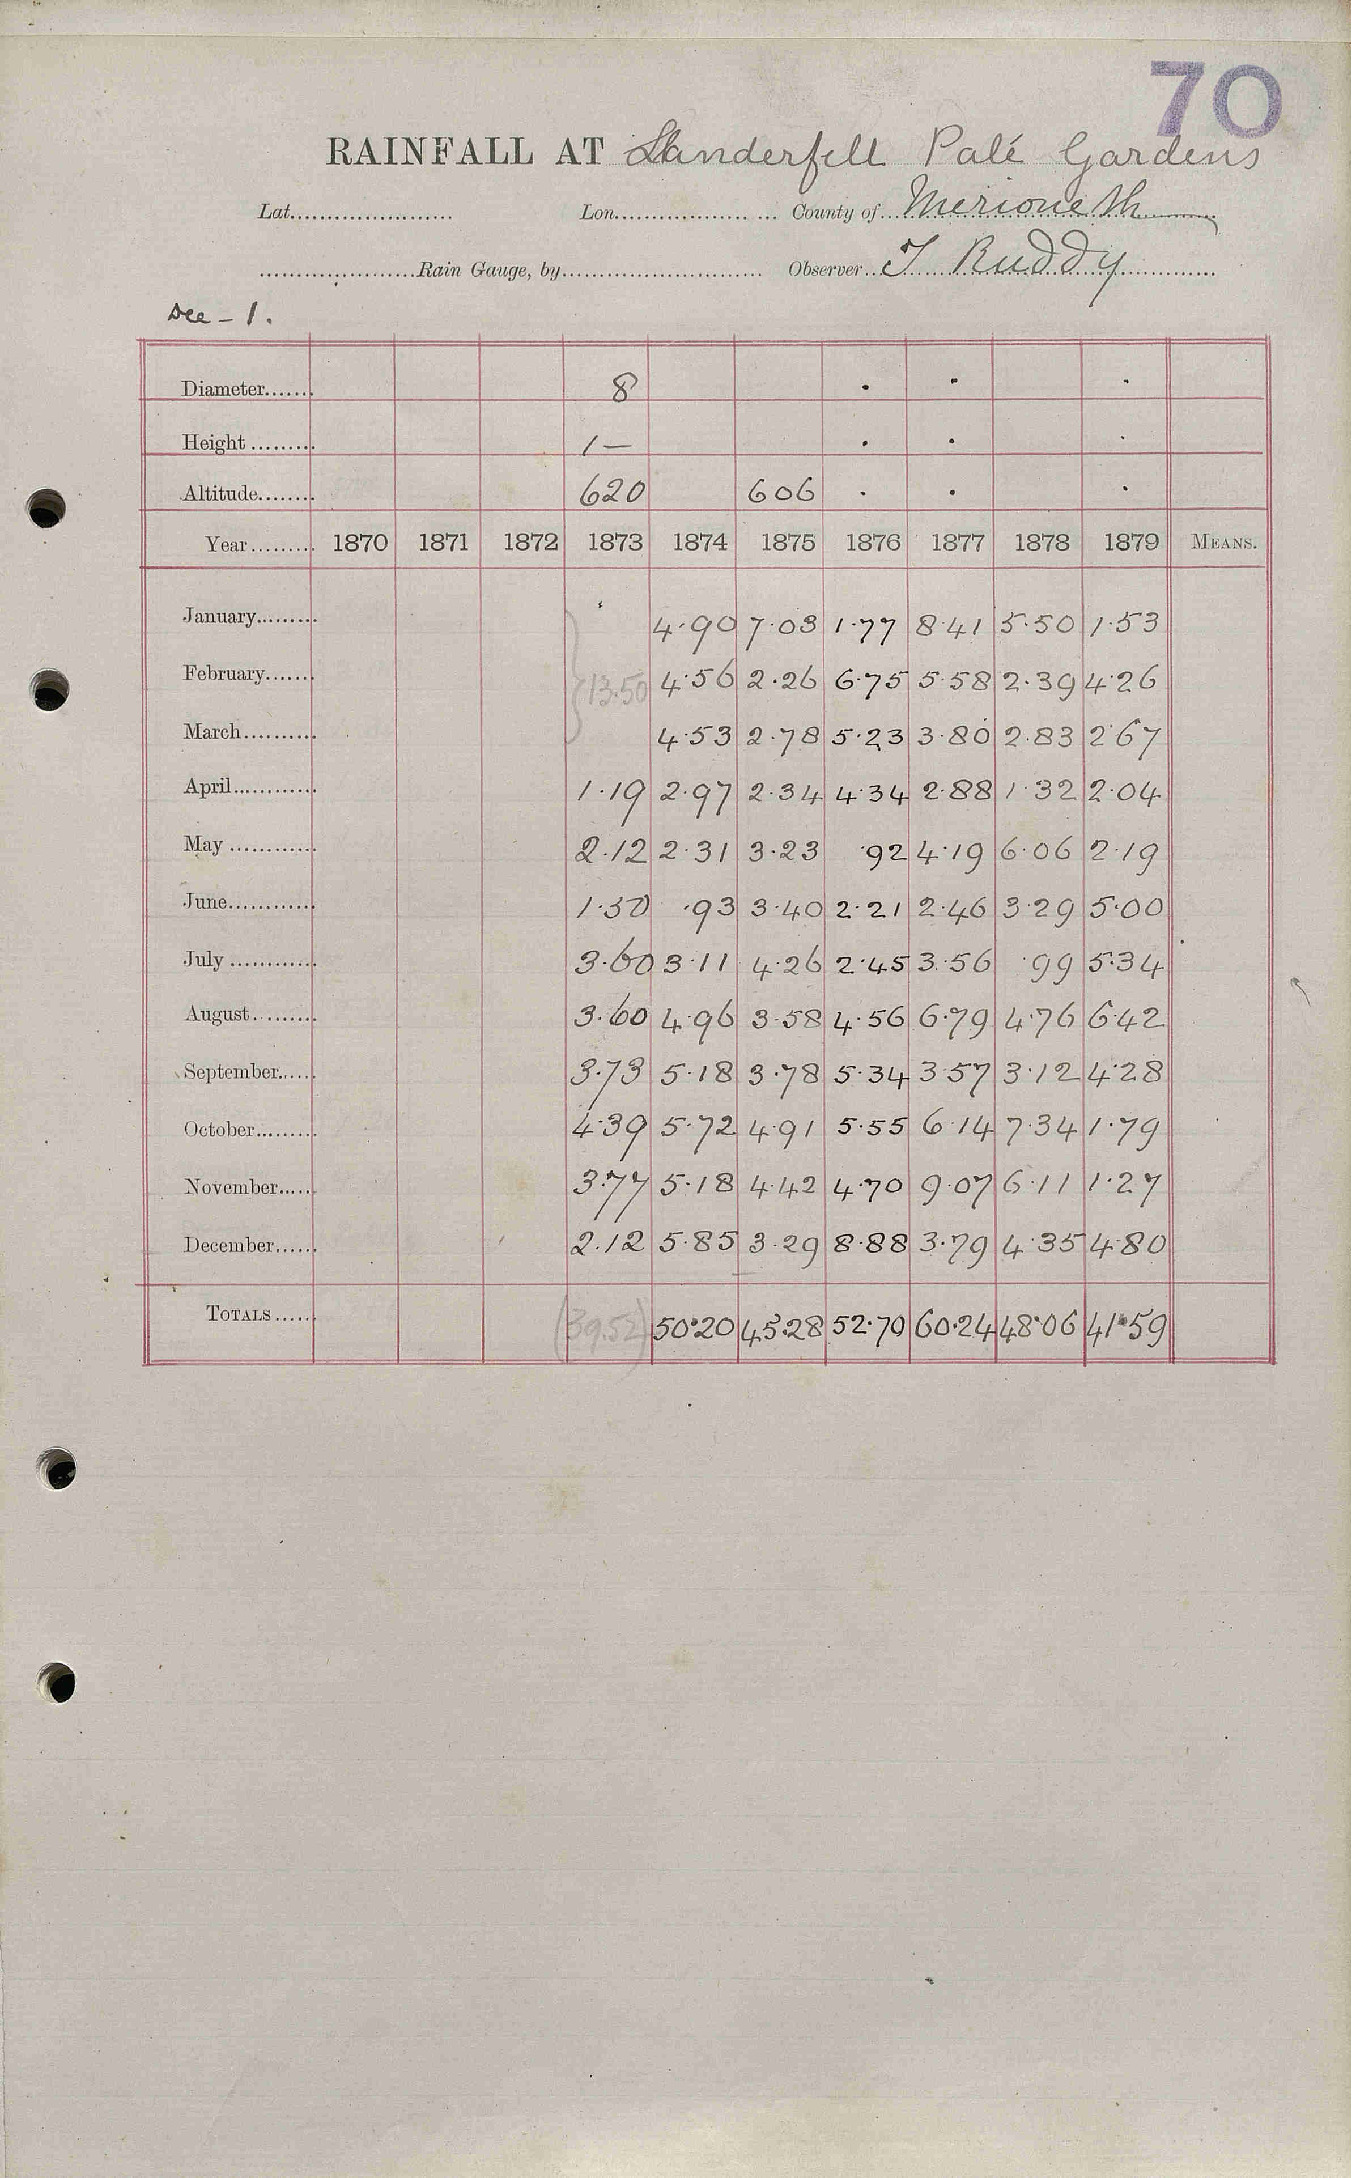 70
RAINFALL AT Llanderfell Palé Gardens
Lat...................... Lon.................. ... County of...Merioneth
.....................Rain Gauge, by........................... Observer...T Ruddy
Dec - 1.
Diameter....... 8 . . .
Height ......... 1 — . . .
Altitude........ 620 606 . . .
Year......... 1870 1871 1872 1873 1874 1875 1876 1877 1878 1879 MEANS.
January......... 4.90 7.03 1.77 8.41 5.50 1.53
February....... 13.50 4.56 2.26 6.75 5.58 2.39 4.26
March.......... 4.53 2.78 5.23 3.80 2.83 2.67
April............ 1.19 2.97 2.34 4.34 2.88 1.32 2.04
May ............ 2.12 2.31 3.23 .92 4.19 6.06 2.19
June............ 1.50 .93 3.40 2.21 2.46 3.29 5.00
July ............ 3.60 3.11 4.26 2.45 3.56 .99 5.34
August.......... 3.60 4.96 3.58 4.56 6.79 4.76 6.42
September...... 3.73 5.18 3.78 5.34 3.57 3.12 4.28
October......... 4.39 5.72 4.91 5.55 6.14 7.34 1.79
November...... 3.77 5.18 4.42 4.70 9.07 6.11 1.27
December...... 2.12 5.85 3.29 8.88 3.79 4.35 4.80
TOTALS...... (39.52) 50.20 45.28 52.70 60.24 48.06 41.59